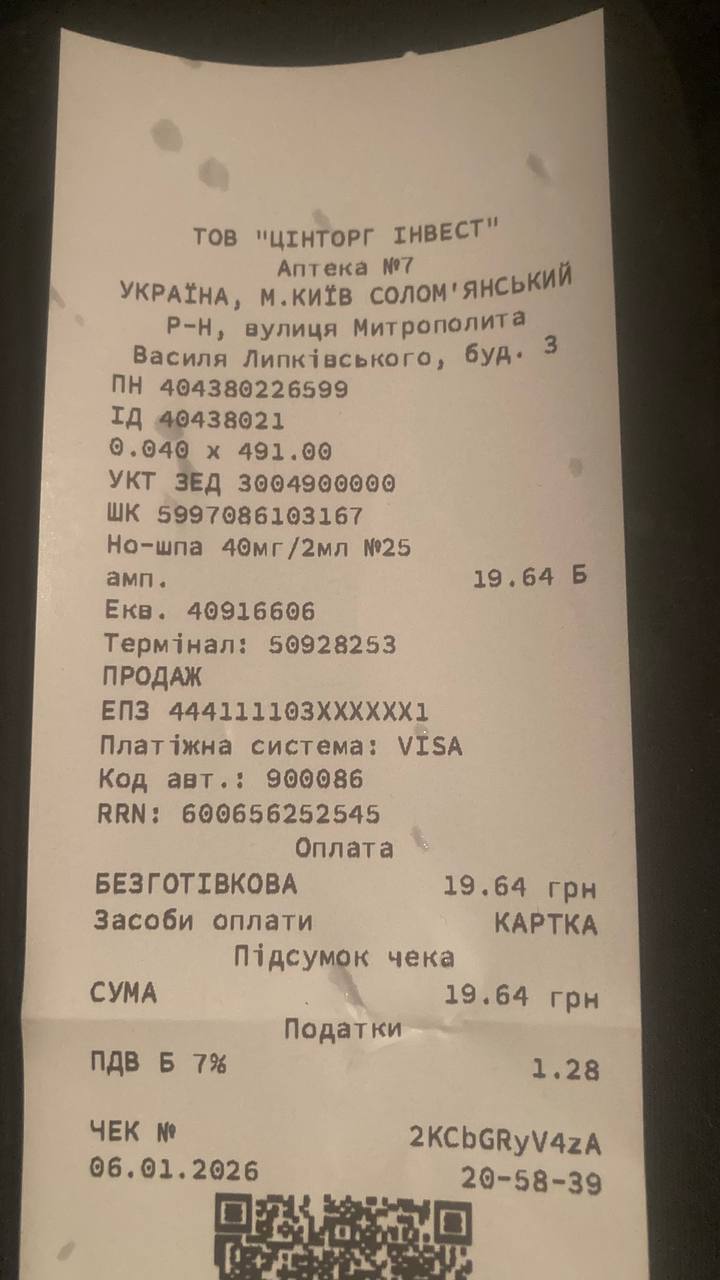 ТОВ "ЦІНТОРГ ІНВЕСТ"
Аптека №7
УКРАЇНА, М.КИЇВ СОЛОМ'ЯНСЬКИЙ
Р-Н, вулиця Митрополита
Василя Липківського, буд. 3
ПН 404380226599
ІД 40438021
0.040 x 491.00
УКТ ЗЕД 3004900000
ШК 5997086103167
Но-шпа 40мг/2мл №25
амп. 19.64 Б
Екв. 40916606
Термінал: 50928253
ПРОДАЖ
ЕПЗ 444111103XXXXXX1
Платіжна система: VISA
Код авт.: 900086
RRN: 600656252545
Оплата
БЕЗГОТІВКОВА 19.64 грн
Засоби оплати КАРТКА
Підсумок чека
СУМА 19.64 грн
Податки
ПДВ Б 7% 1.28
ЧЕК № 2KCbGRyV4zA
06.01.2026 20-58-39